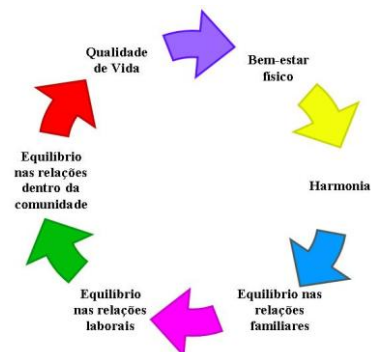 Qualidade
de Vida
Bem-estar
físico
Harmonia
Equilíbrio nas
relações
familiares
Equilíbrio
nas relações
laborais
Equilíbrio
nas relações
dentro da
comunidade